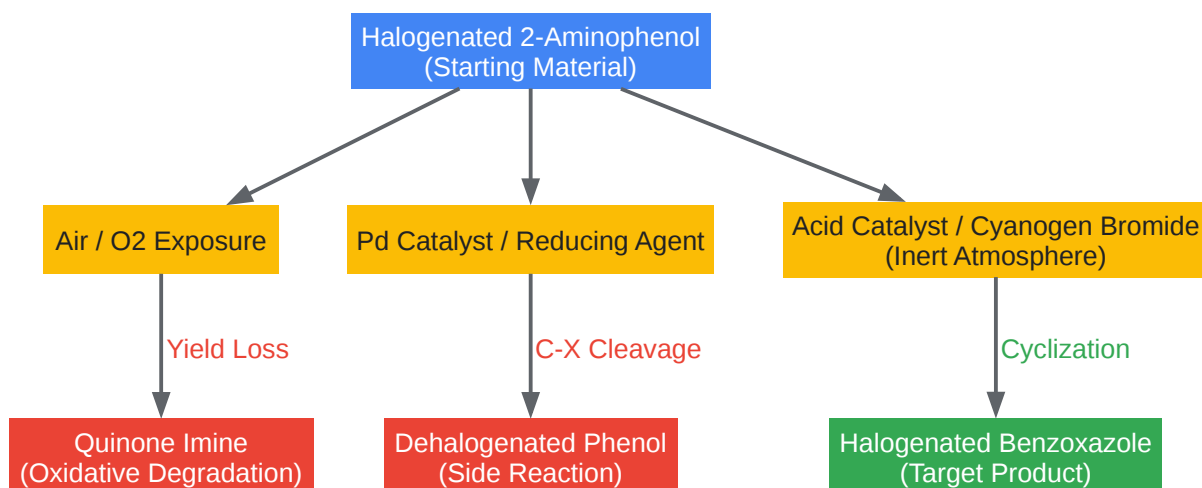 Halogenated 2-Aminophenol
(Starting Material)
Air / O2 Exposure
Pd Catalyst / Reducing Agent
Acid Catalyst / Cyanogen Bromide
(Inert Atmosphere)
Yield Loss
C-X Cleavage
Cyclization
Quinone Imine
(Oxidative Degradation)
Dehalogenated Phenol
(Side Reaction)
Halogenated Benzoxazole
(Target Product)